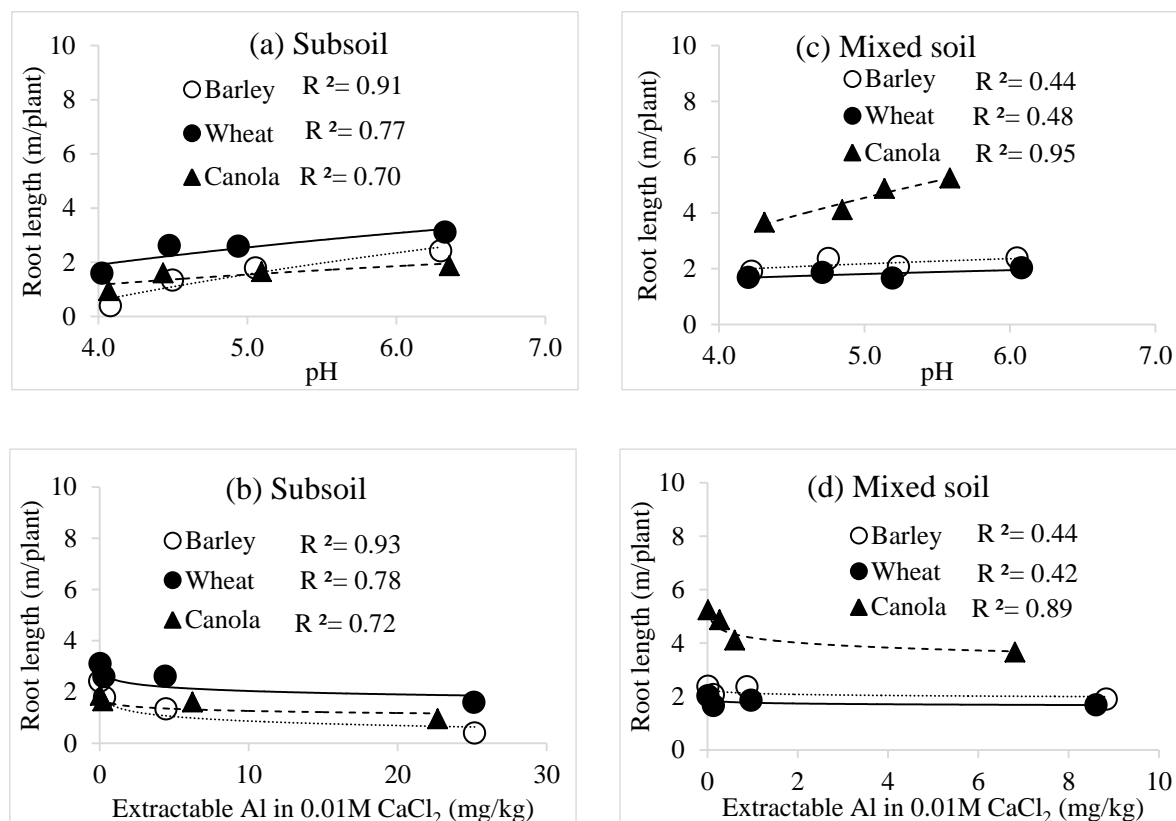 (a) Subsoil
Barley R ²= 0.91
Wheat R ²= 0.77
Canola R ²= 0.70
Root length (m/plant)
10
8
6
4
2
0
4.0 5.0 6.0 7.0
pH
(c) Mixed soil
Barley R ²= 0.44
Wheat R ²= 0.48
Canola R ²= 0.95
Root length (m/plant)
10
8
6
4
2
0
4.0 5.0 6.0 7.0
pH
(b) Subsoil
Barley R ²= 0.93
Wheat R ²= 0.78
Canola R ²= 0.72
Root length (m/plant)
10
8
6
4
2
0
0 10 20 30
Extractable Al in 0.01M CaCl₂ (mg/kg)
(d) Mixed soil
Barley R ²= 0.44
Wheat R ²= 0.42
Canola R ²= 0.89
Root length (m/plant)
10
8
6
4
2
0
0 2 4 6 8 10
Extractable Al in 0.01M CaCl₂ (mg/kg)